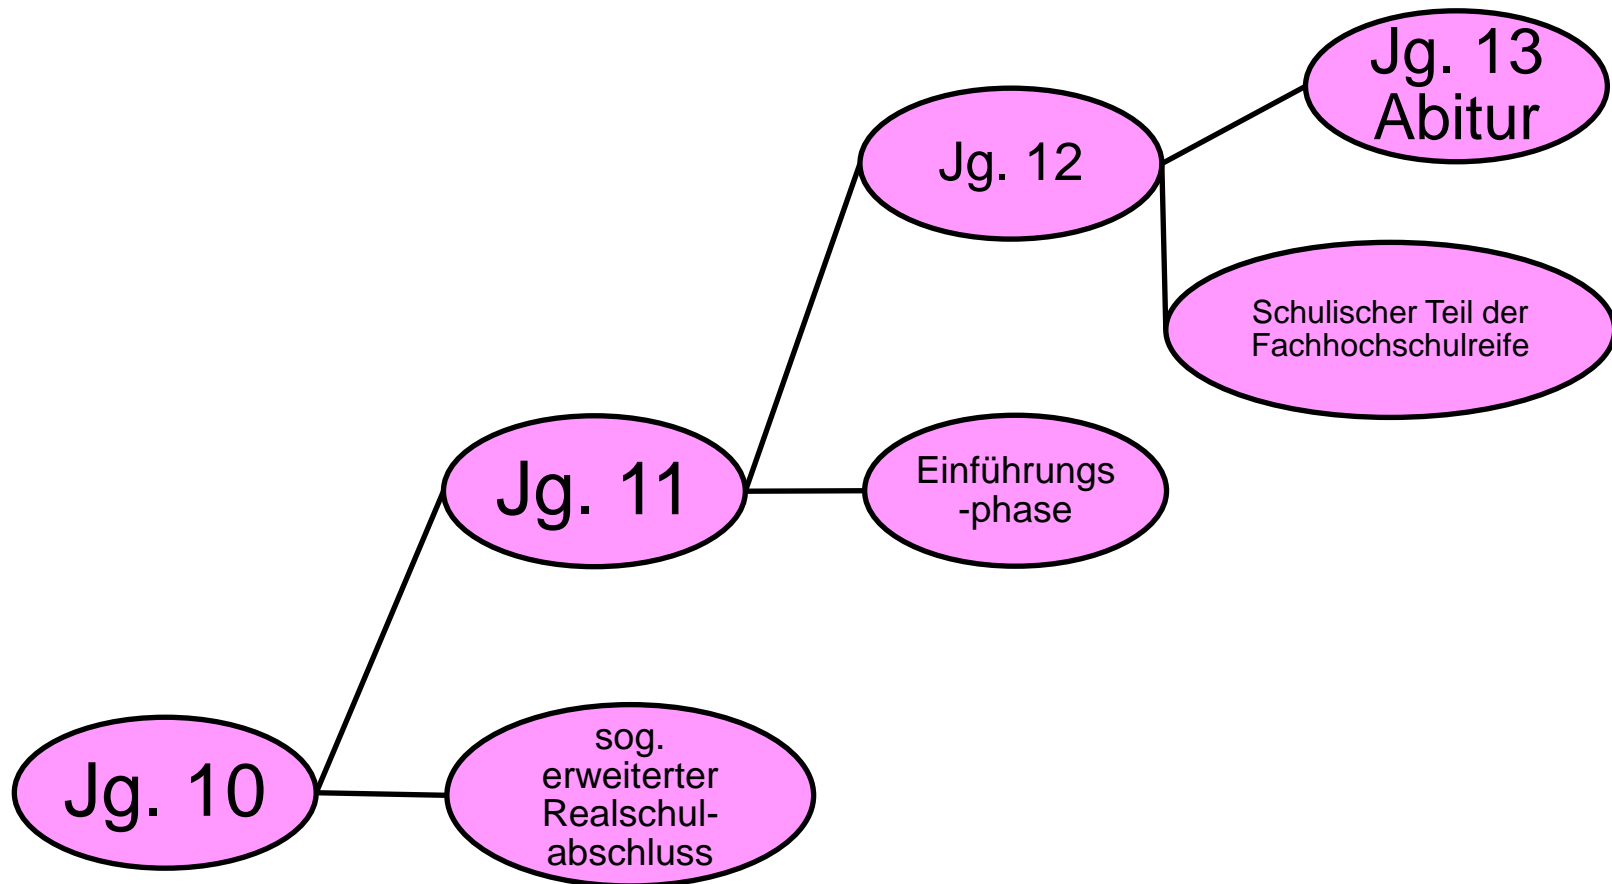 Jg. 13
Abitur
Jg. 12
Schulischer Teil der
Fachhochschulreife
Jg. 11
Einführungs
-phase
Jg. 10
sog.
erweiterter
Realschul-
abschluss